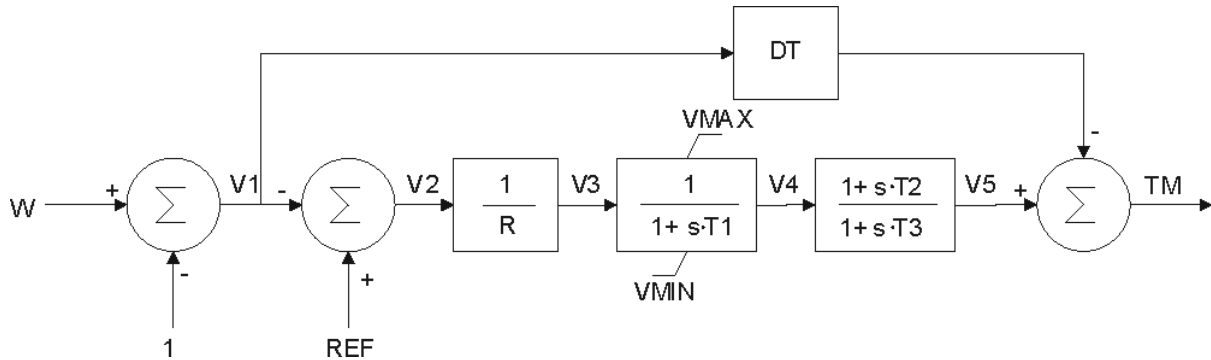 DT
VMAX
-
W
+
Σ
V1
-
Σ
V2
1
R
V3
1
1+ s·T1
V4
1+ s·T2
1+ s·T3
V5
+
Σ
TM
-
+
VMIN
1
REF